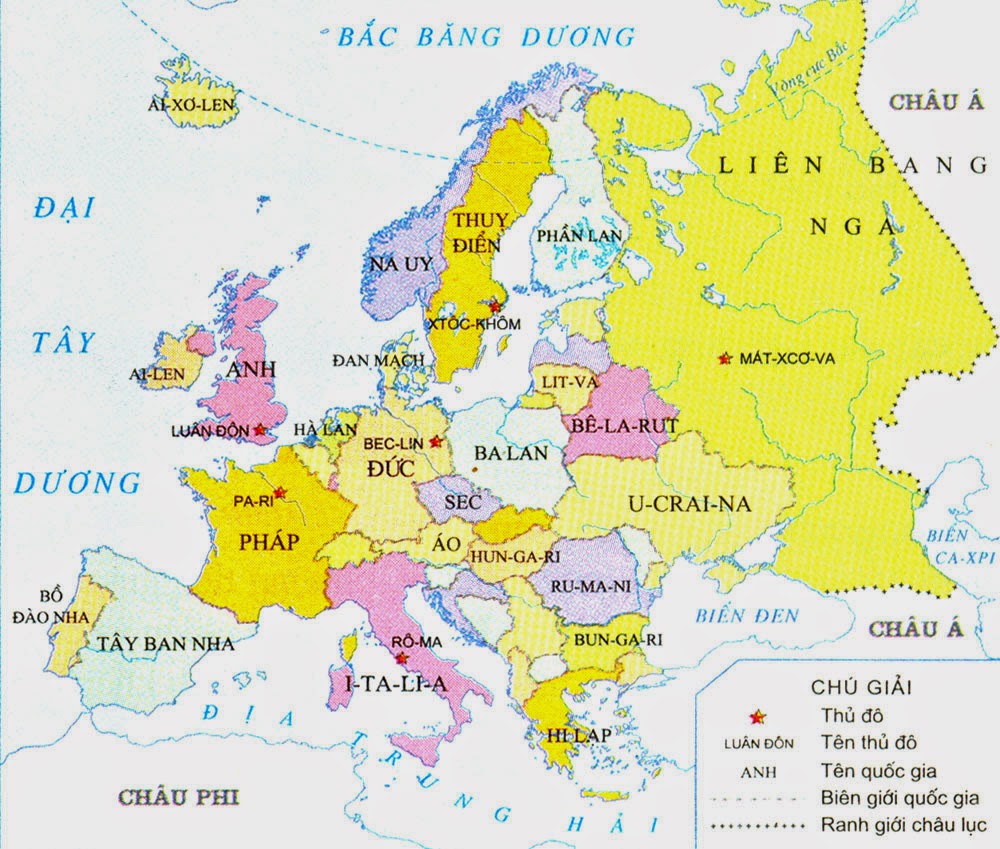 BẮC BĂNG DƯƠNG
Vòng cực Bắc
AI-XƠ-LEN
CHÂU Á
LIÊN BANG
NGA
ĐẠI
TÂY
DƯƠNG
THUỴ
ĐIỂN
PHẦN LAN
NA UY
XTÔC-KHÔM
ĐAN MẠCH
MÁT-XCƠ-VA
AI-LEN
ANH
LIT-VA
BÊ-LA-RUT
LUÂN ĐÔN
HÀ LAN
BEC-LIN
ĐỨC
BA LAN
PA-RI
SEC
U-CRAI-NA
PHÁP
ÁO
HUN-GA-RI
BIỂN
CA-XPI
RU-MA-NI
BỒ
ĐÀO NHA
TÂY BAN NHA
BIỂN ĐEN
CHÂU Á
RÔ-MA
BUN-GA-RI
I-TA-LI-A
HI LẠP
ĐỊA TRUNG HẢI
CHÂU PHI
CHÚ GIẢI
Thủ đô
LUÂN ĐÔN Tên thủ đô
ANH Tên quốc gia
Biên giới quốc gia
Ranh giới châu lục